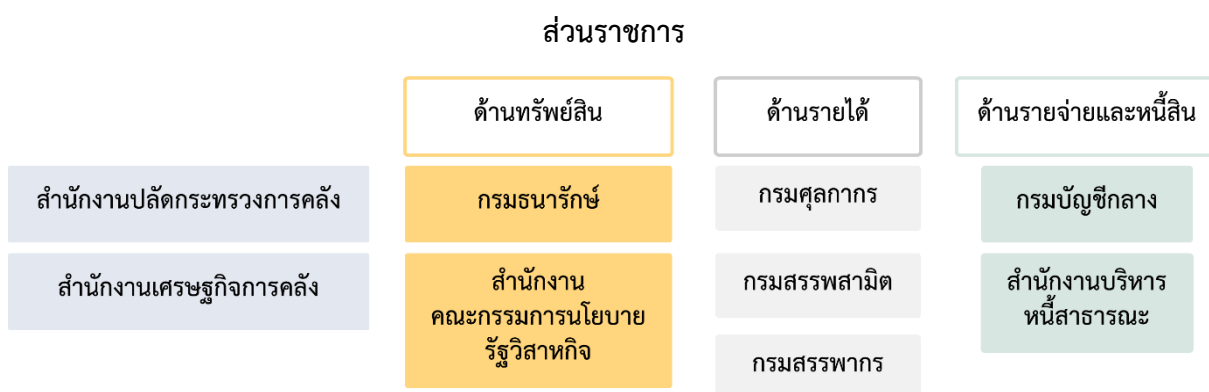 ส่วนราชการ
ด้านทรัพย์สิน
ด้านรายได้
ด้านรายจ่ายและหนี้สิน
สำนักงานปลัดกระทรวงการคลัง
กรมธนารักษ์
กรมศุลกากร
กรมบัญชีกลาง
สำนักงานเศรษฐกิจการคลัง
สำนักงาน
คณะกรรมการนโยบาย
รัฐวิสาหกิจ
กรมสรรพสามิต
สำนักงานบริหาร
หนี้สาธารณะ
กรมสรรพากร